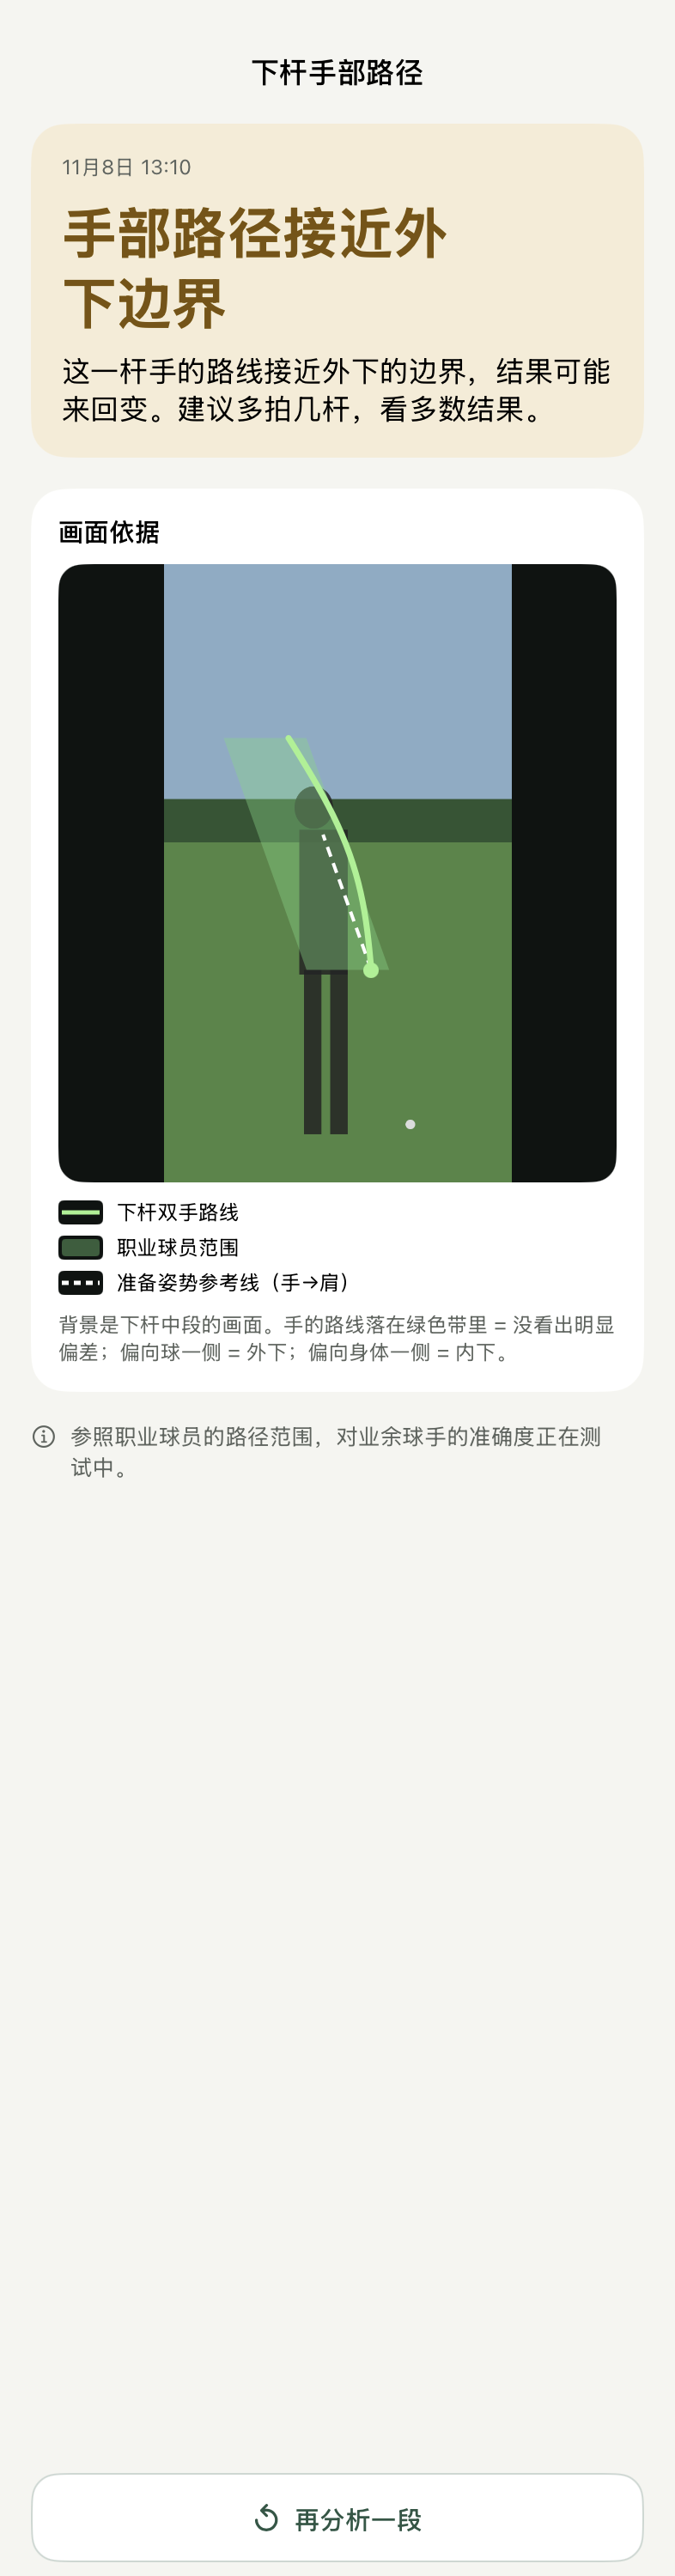 下杆手部路径
11月8日 13:10
手部路径接近外
下边界
这一杆手的路线接近外下的边界，结果可能
来回变。建议多拍几杆，看多数结果。
画面依据
下杆双手路线
职业球员范围
准备姿势参考线（手→肩）
背景是下杆中段的画面。手的路线落在绿色带里 = 没看出明显
偏差；偏向球一侧 = 外下；偏向身体一侧 = 内下。
参照职业球员的路径范围，对业余球手的准确度正在测
试中。
再分析一段